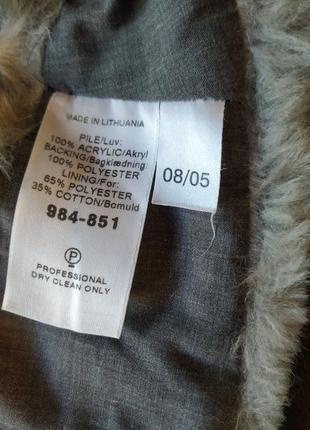 MADE IN LITHUANIA
PILE/Luv:
100% ACRYLIC/Akryl
BACKING/Bagklædning:
100% POLYESTER
LINING/For:
65% POLYESTER
35% COTTON/Bomuld
984-851
P
PROFESSIONAL
DRY CLEAN ONLY
08/05